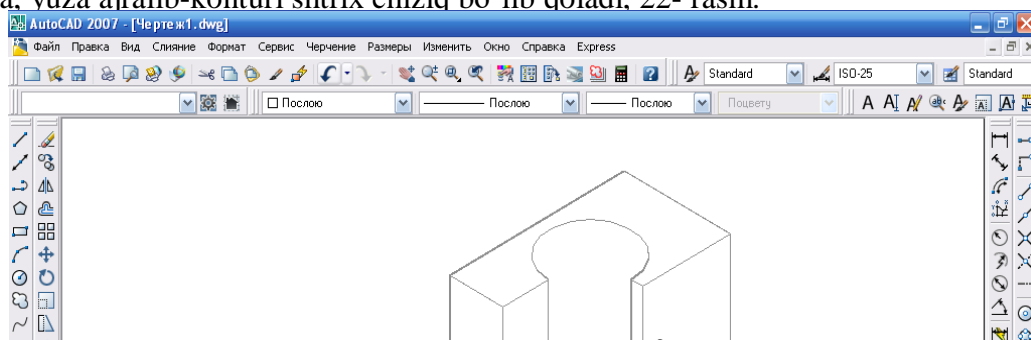 a, yuza ajralib-konturi shtrix chiziq bo'lib qoladi, 22- rasm.
AutoCAD 2007 - [Чертеж1.dwg]
Файл Правка Вид Слияние Формат Сервис Черчение Размеры Изменить Окно Справка Express
Standard ISO-25 Standard
Послою Послою Послою Поцвету